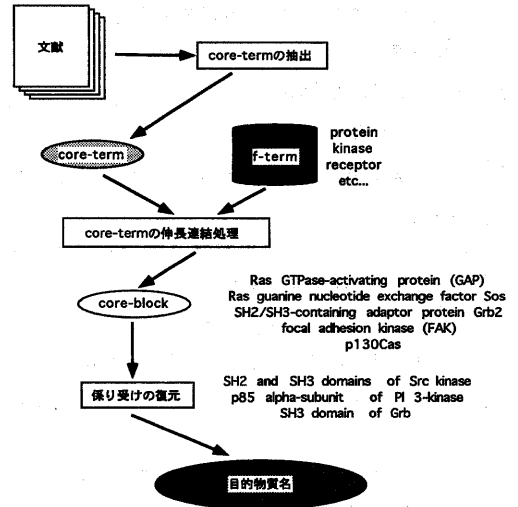 文献
core-termの抽出
core-term
f-term
protein
kinase
receptor
etc...
core-termの伸長連結処理
core-block
Ras GTPase-activating protein (GAP)
Ras guanine nucleotide exchange factor Sos
SH2/SH3-containing adaptor protein Grb2
focal adhesion kinase (FAK)
p130Cas
係り受けの復元
SH2 and SH3 domains of Src kinase
p85 alpha-subunit of PI 3-kinase
SH3 domain of Grb
目的物質名